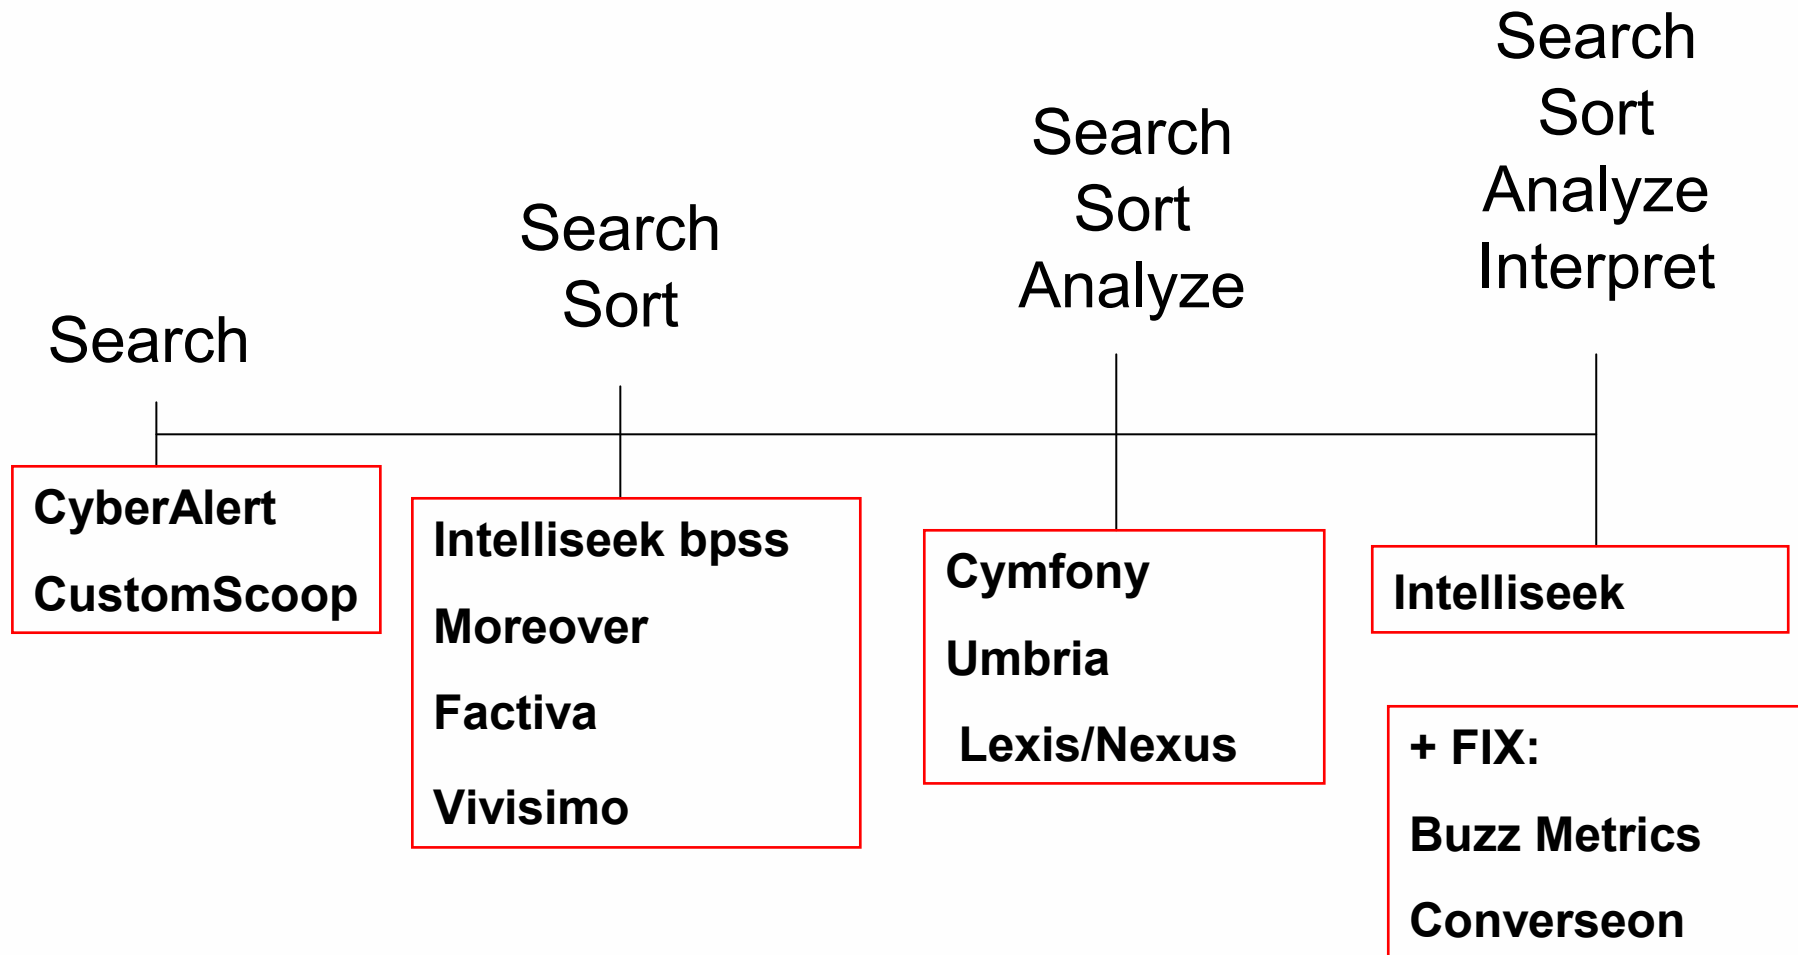 Search
CyberAlert
CustomScoop
Search
Sort
Intelliseek bpss
Moreover
Factiva
Vivisimo
Search
Sort
Analyze
Cymfony
Umbria
Lexis/Nexus
Search
Sort
Analyze
Interpret
Intelliseek
+ FIX:
Buzz Metrics
Converseon